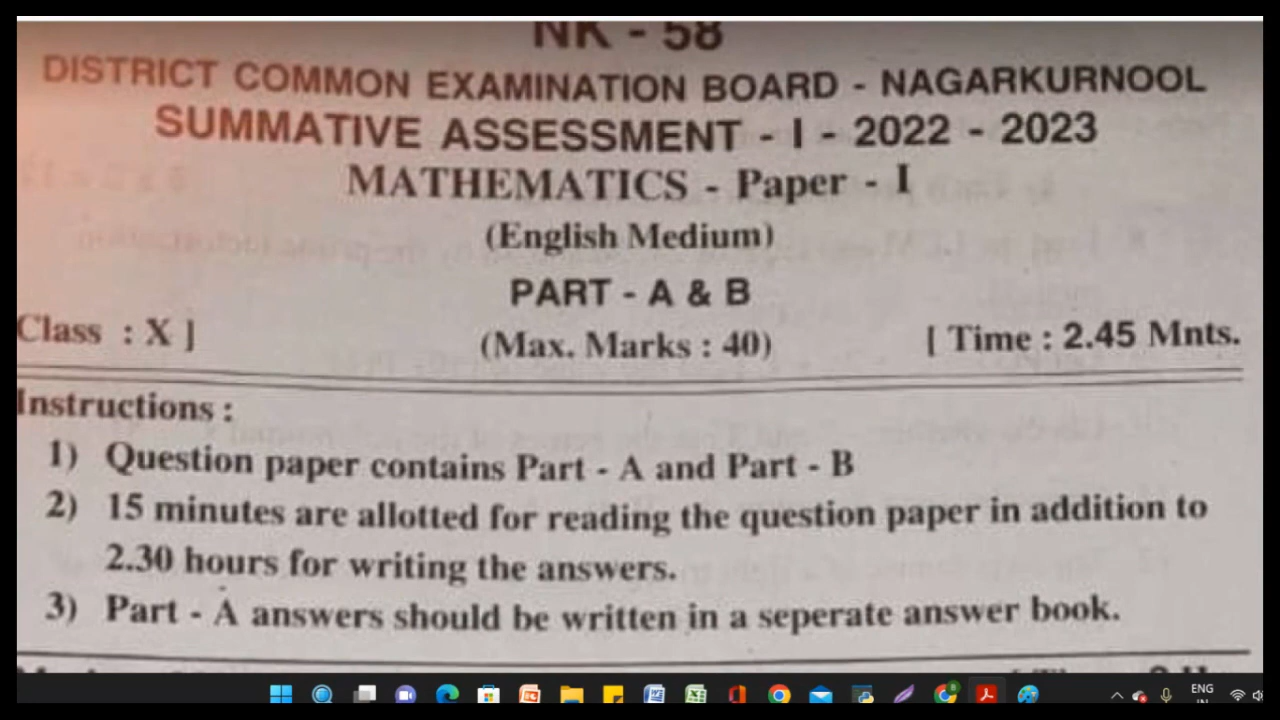 NK - 58
DISTRICT COMMON EXAMINATION BOARD - NAGARKURNOOL
SUMMATIVE ASSESSMENT - I - 2022 - 2023
MATHEMATICS - Paper - I
(English Medium)
PART - A & B
Class : X ] (Max. Marks : 40) [ Time : 2.45 Mnts.
Instructions :
1) Question paper contains Part - A and Part - B
2) 15 minutes are allotted for reading the question paper in addition to
2.30 hours for writing the answers.
3) Part - A answers should be written in a seperate answer book.
ENG